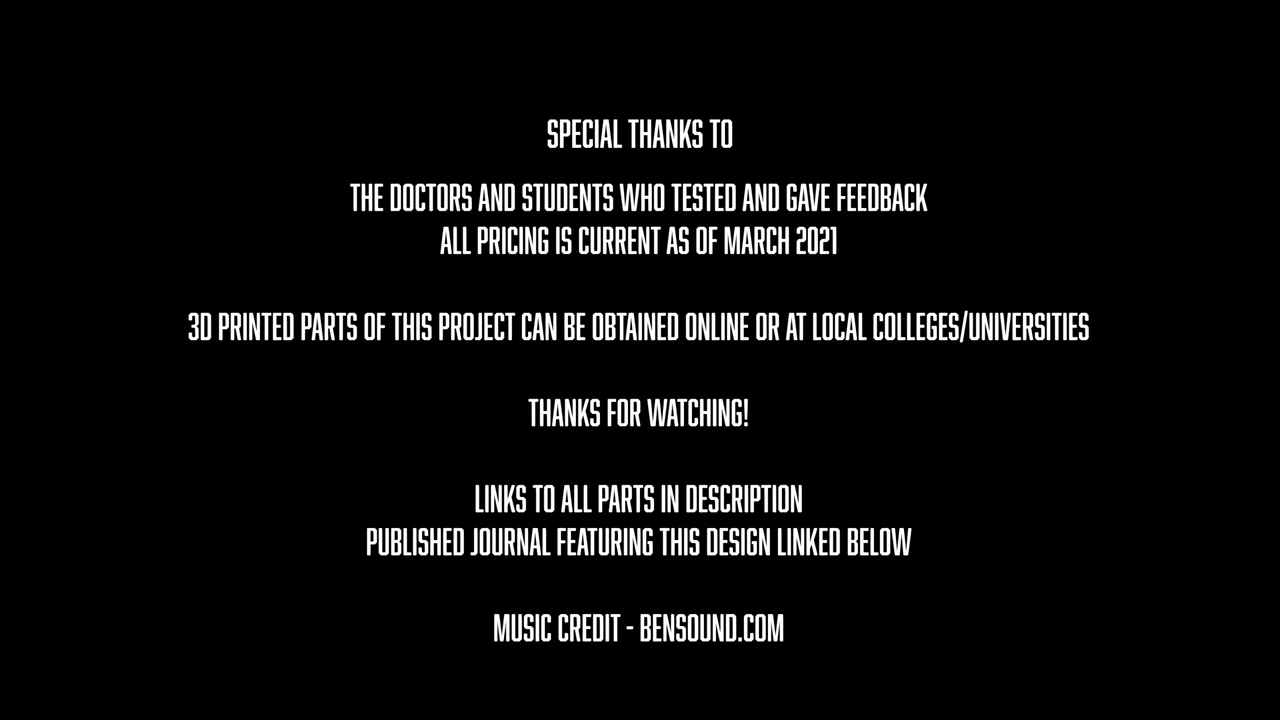 SPECIAL THANKS TO
THE DOCTORS AND STUDENTS WHO TESTED AND GAVE FEEDBACK
ALL PRICING IS CURRENT AS OF MARCH 2021
3D PRINTED PARTS OF THIS PROJECT CAN BE OBTAINED ONLINE OR AT LOCAL COLLEGES/UNIVERSITIES
THANKS FOR WATCHING!
LINKS TO ALL PARTS IN DESCRIPTION
PUBLISHED JOURNAL FEATURING THIS DESIGN LINKED BELOW
MUSIC CREDIT - BENSOUND.COM